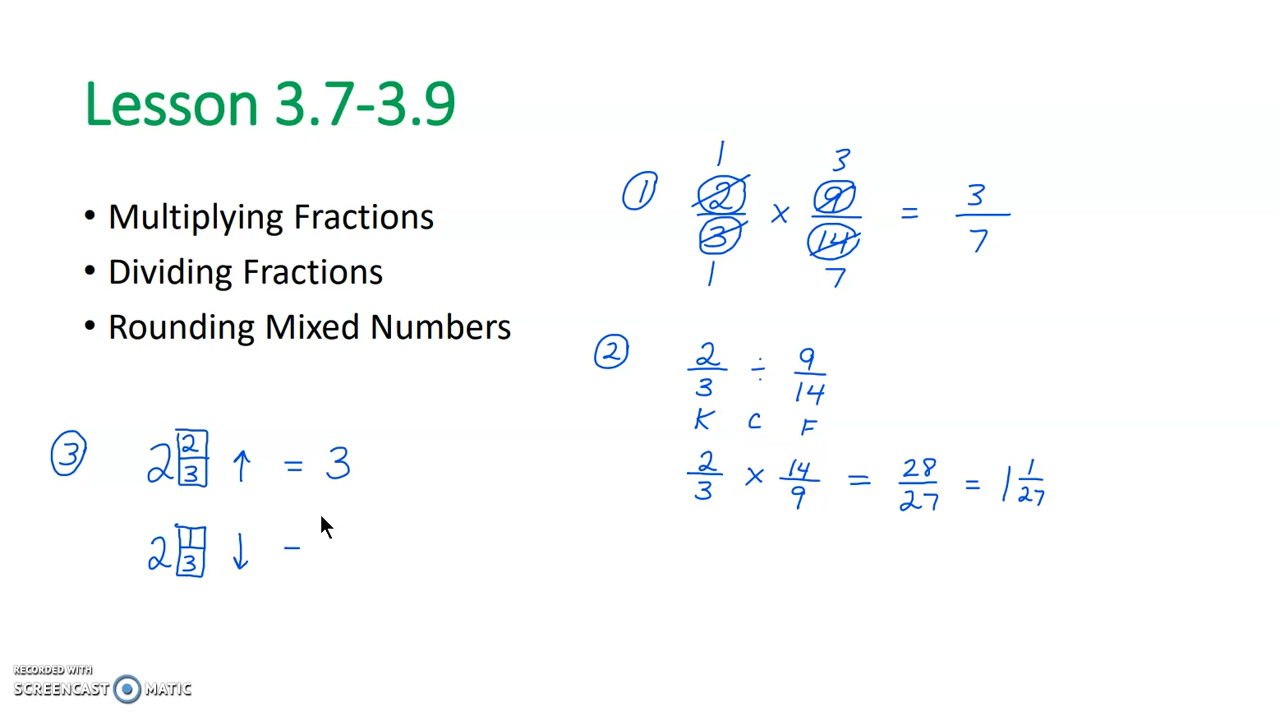 Lesson 3.7-3.9
• Multiplying Fractions
• Dividing Fractions
• Rounding Mixed Numbers
① 2/3 × 9/14 = 3/7
1 3
1 7
② 2/3 ÷ 9/14
K C F
2/3 × 14/9 = 28/27 = 1 1/27
③ 2 2/3 ↑ = 3
2 1/3 ↓ –
RECORDED WITH
SCREENCAST MATIC